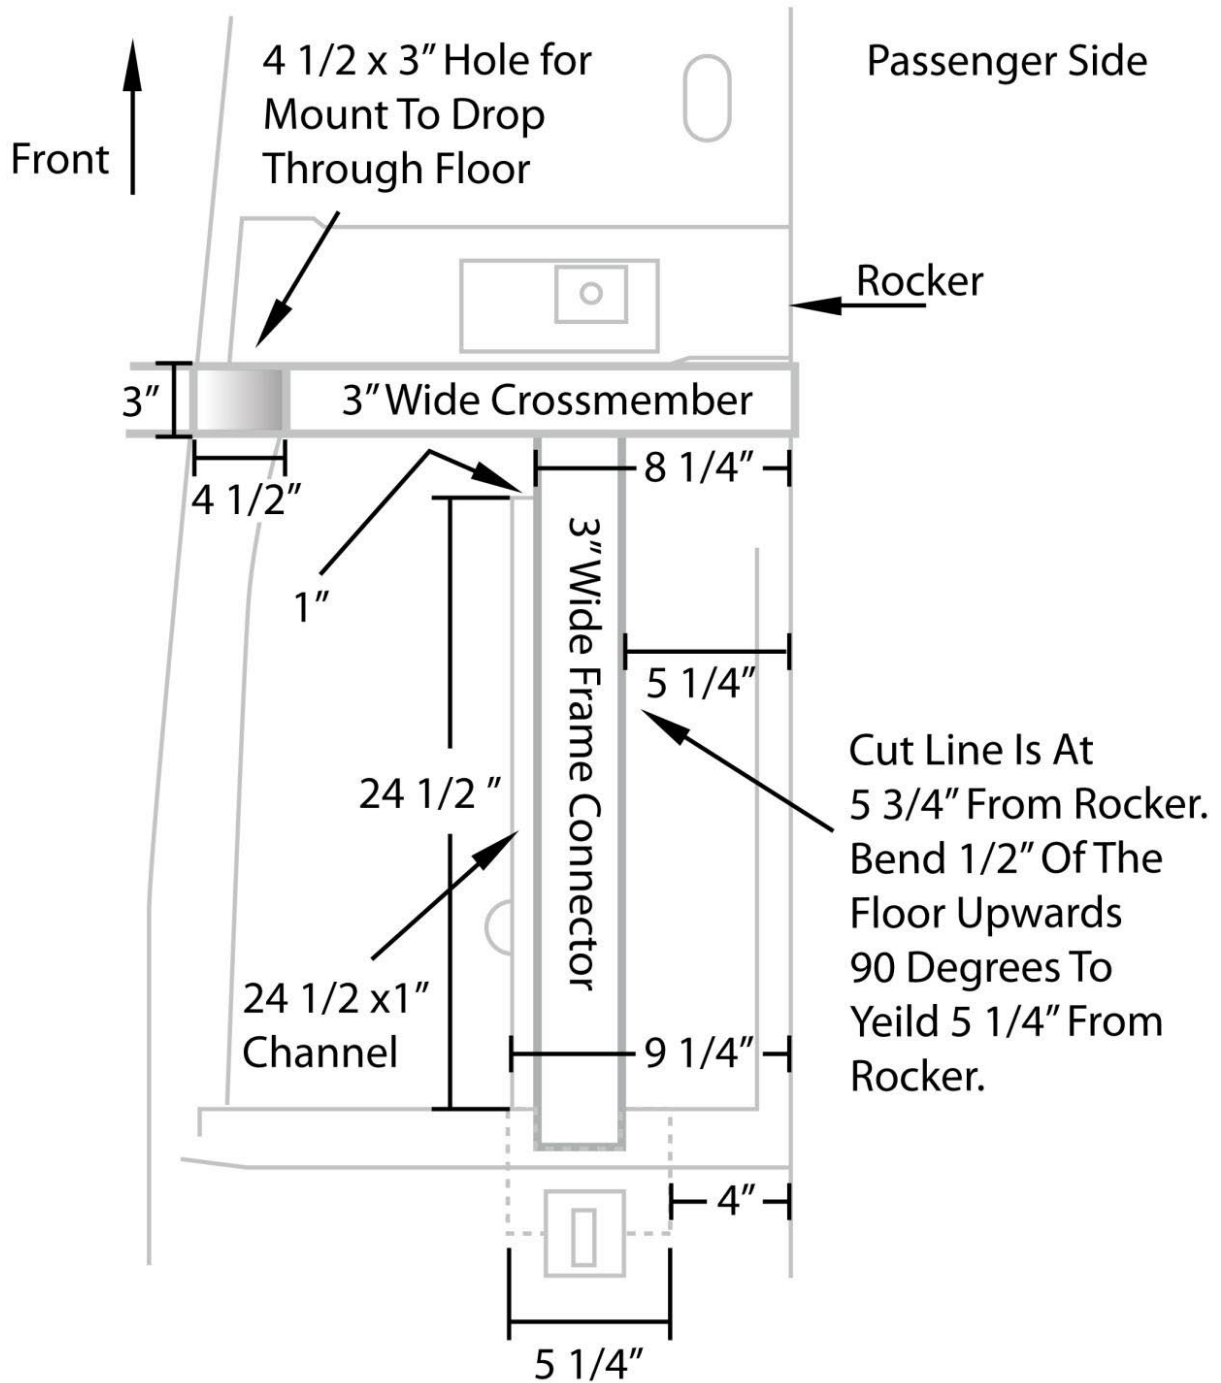 4 1/2 x 3” Hole for
Mount To Drop
Through Floor
Passenger Side
Front
Rocker
3”
3” Wide Crossmember
8 1/4”
4 1/2”
1”
3” Wide Frame Connector
5 1/4”
Cut Line Is At
5 3/4” From Rocker.
Bend 1/2” Of The
Floor Upwards
90 Degrees To
Yeild 5 1/4” From
Rocker.
24 1/2 ”
24 1/2 x1”
Channel
9 1/4”
4”
5 1/4”